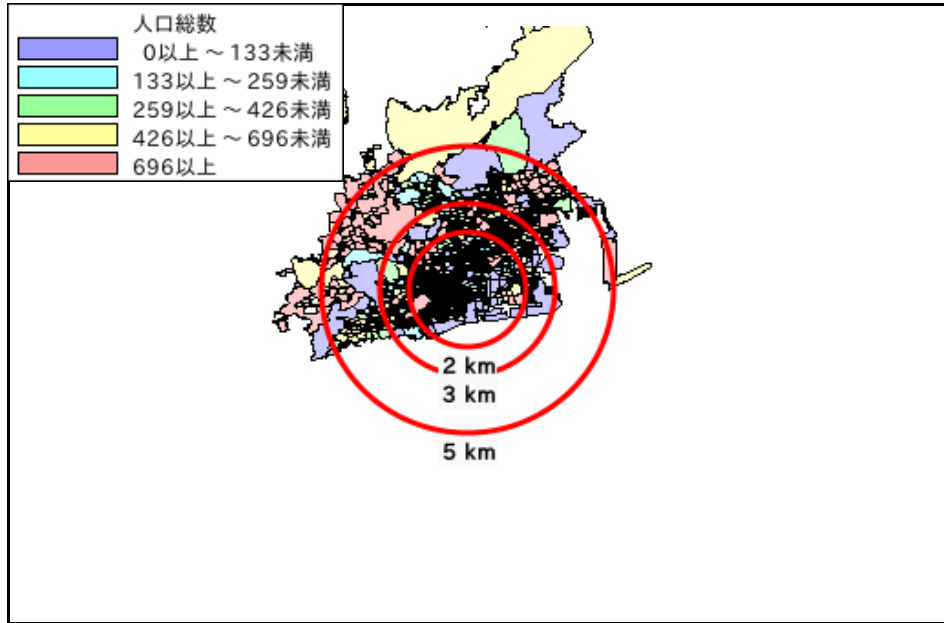 人口総数
0以上 ~ 133未満
133以上 ~ 259未満
259以上 ~ 426未満
426以上 ~ 696未満
696以上
2 km
3 km
5 km